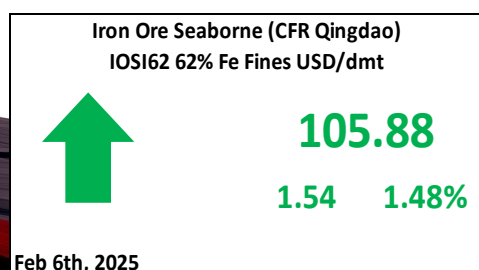 Iron Ore Seaborne (CFR Qingdao)
IOSI62 62% Fe Fines USD/dmt
105.88
1.54 1.48%
Feb 6th, 2025